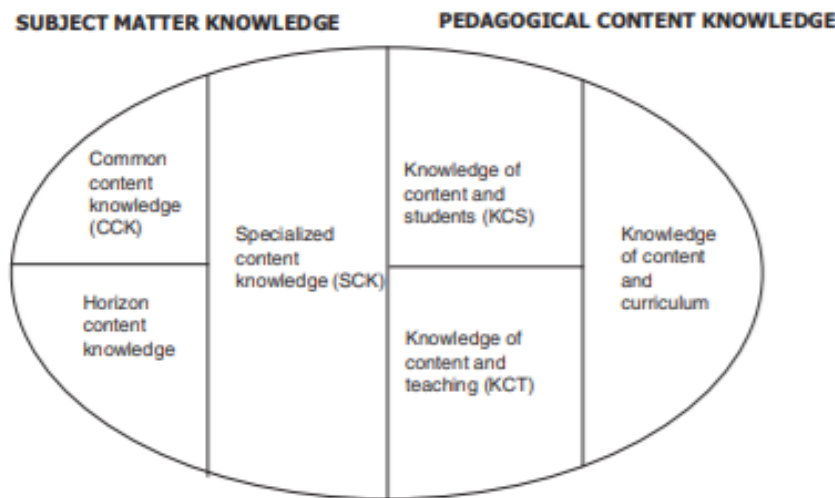 SUBJECT MATTER KNOWLEDGE
PEDAGOGICAL CONTENT KNOWLEDGE
Common
content
knowledge
(CCK)
Horizon
content
knowledge
Specialized
content
knowledge (SCK)
Knowledge of
content and
students (KCS)
Knowledge of
content and
teaching (KCT)
Knowledge
of content
and
curriculum